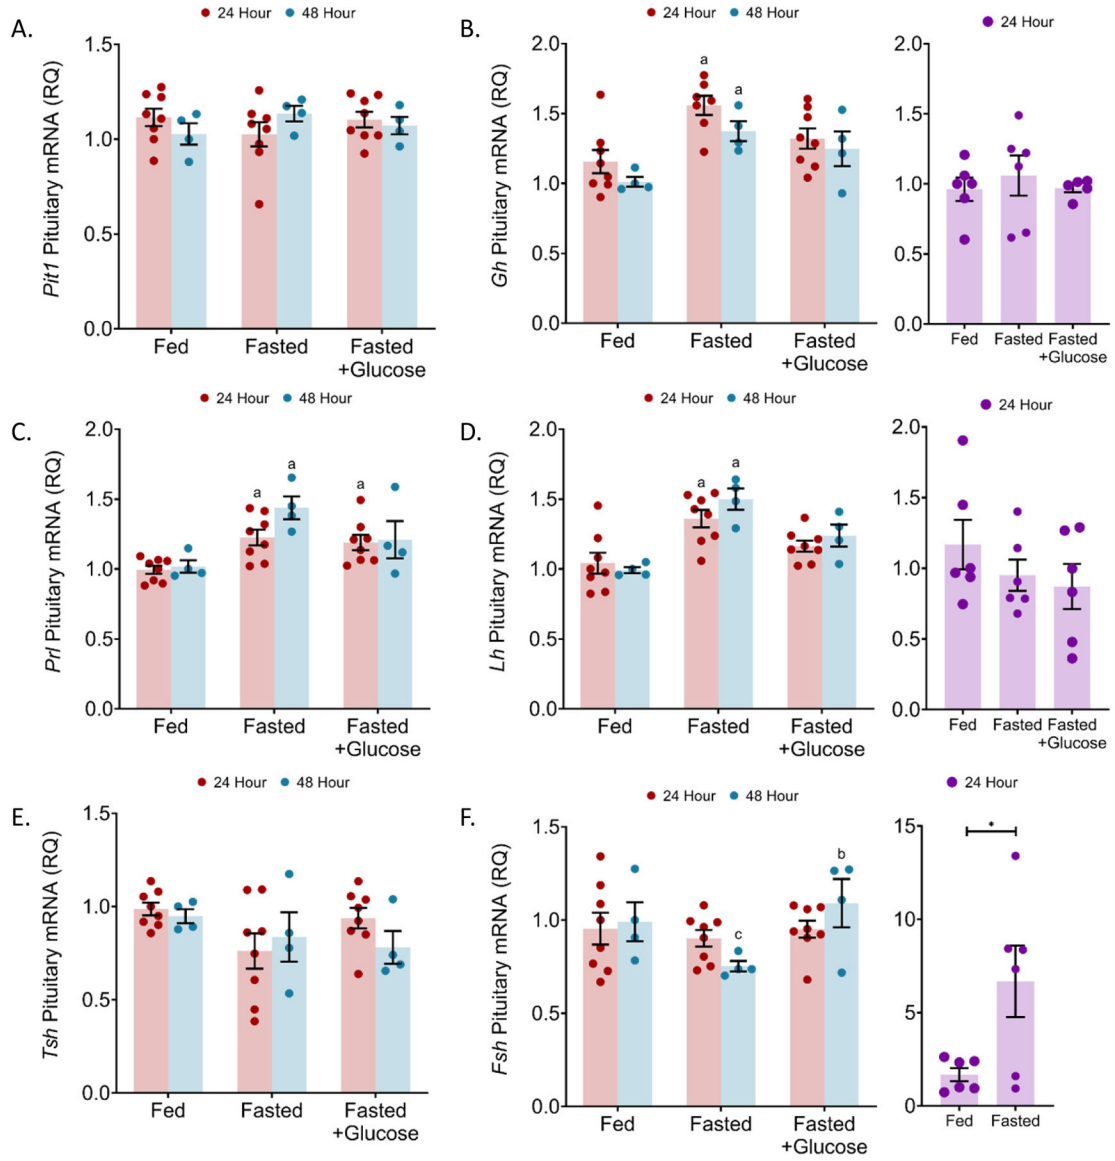 A.
24 Hour 48 Hour
Pit1 Pituitary mRNA (RQ)
1.5
1.0
0.5
0.0
Fed Fasted Fasted
+Glucose
B.
24 Hour 48 Hour
Gh Pituitary mRNA (RQ)
2.0
1.5
1.0
0.5
0.0
a
a
Fed Fasted Fasted
+Glucose
24 Hour
2.0
1.5
1.0
0.5
0.0
Fed Fasted Fasted
+Glucose
C.
24 Hour 48 Hour
Prl Pituitary mRNA (RQ)
2.0
1.5
1.0
0.5
0.0
a
a
a
Fed Fasted Fasted
+Glucose
D.
24 Hour 48 Hour
Lh Pituitary mRNA (RQ)
2.0
1.5
1.0
0.5
0.0
a
a
Fed Fasted Fasted
+Glucose
24 Hour
2.0
1.5
1.0
0.5
0.0
Fed Fasted Fasted
+Glucose
E.
24 Hour 48 Hour
Tsh Pituitary mRNA (RQ)
1.5
1.0
0.5
0.0
Fed Fasted Fasted
+Glucose
F.
24 Hour 48 Hour
Fsh Pituitary mRNA (RQ)
1.5
1.0
0.5
0.0
c
b
Fed Fasted Fasted
+Glucose
24 Hour
15
10
5
0
*
Fed Fasted